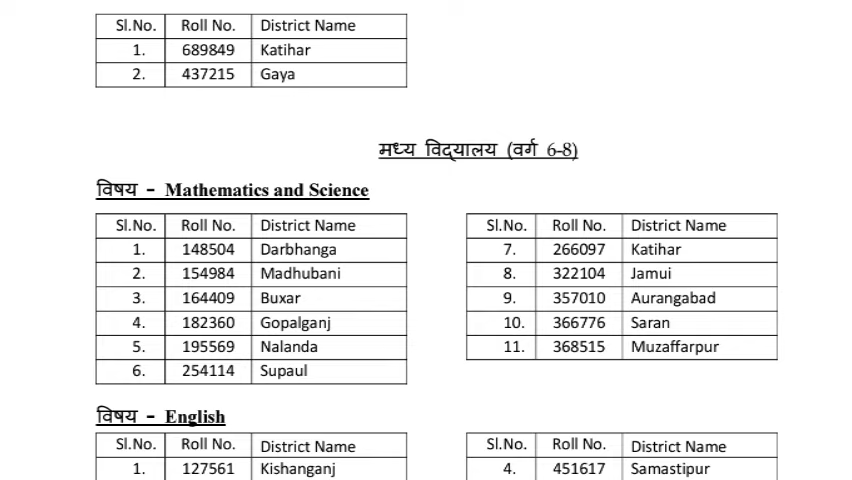 Sl.No. Roll No. District Name
1. 689849 Katihar
2. 437215 Gaya
मध्य विद्यालय (वर्ग 6-8)
विषय - Mathematics and Science
Sl.No. Roll No. District Name
1. 148504 Darbhanga
2. 154984 Madhubani
3. 164409 Buxar
4. 182360 Gopalganj
5. 195569 Nalanda
6. 254114 Supaul
Sl.No. Roll No. District Name
7. 266097 Katihar
8. 322104 Jamui
9. 357010 Aurangabad
10. 366776 Saran
11. 368515 Muzaffarpur
विषय - English
Sl.No. Roll No. District Name
1. 127561 Kishanganj
Sl.No. Roll No. District Name
4. 451617 Samastipur